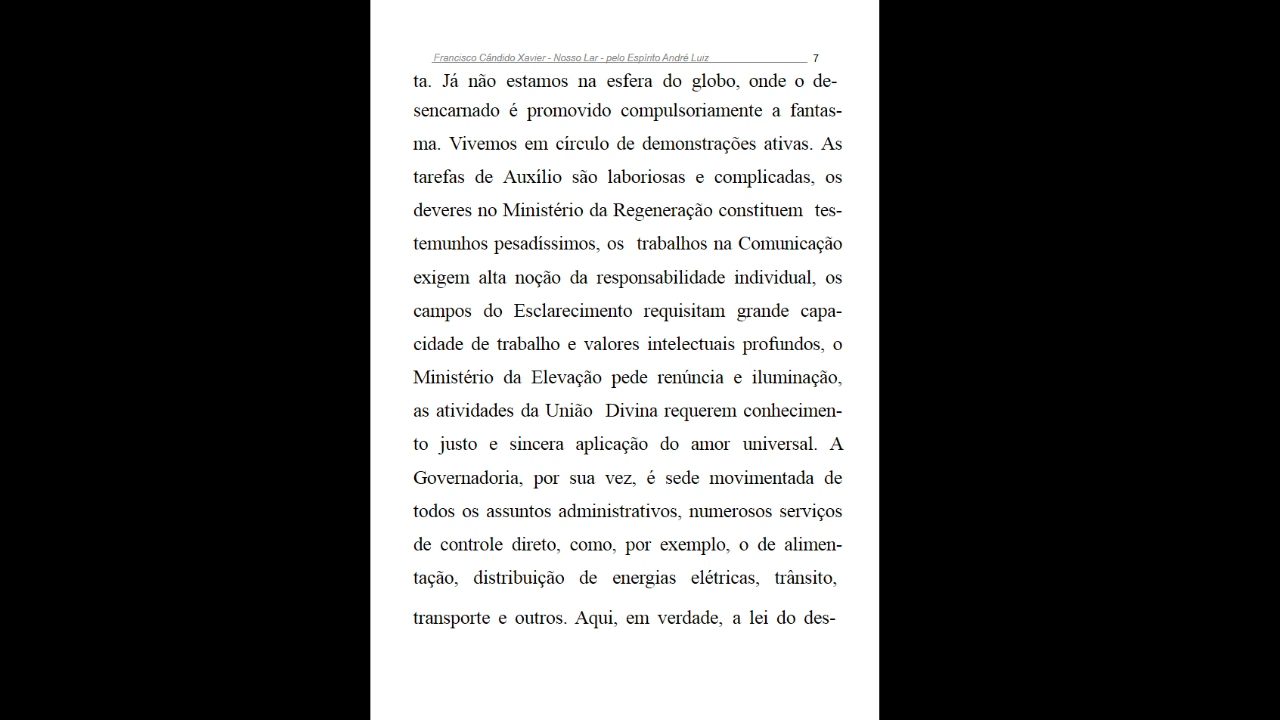 Francisco Cândido Xavier - Nosso Lar - pelo Espírito André Luiz 7
ta. Já não estamos na esfera do globo, onde o de-
sencarnado é promovido compulsoriamente a fantas-
ma. Vivemos em círculo de demonstrações ativas. As
tarefas de Auxílio são laboriosas e complicadas, os
deveres no Ministério da Regeneração constituem tes-
temunhos pesadíssimos, os trabalhos na Comunicação
exigem alta noção da responsabilidade individual, os
campos do Esclarecimento requisitam grande capa-
cidade de trabalho e valores intelectuais profundos, o
Ministério da Elevação pede renúncia e iluminação,
as atividades da União Divina requerem conhecimen-
to justo e sincera aplicação do amor universal. A
Governadoria, por sua vez, é sede movimentada de
todos os assuntos administrativos, numerosos serviços
de controle direto, como, por exemplo, o de alimen-
tação, distribuição de energias elétricas, trânsito,
transporte e outros. Aqui, em verdade, a lei do des-